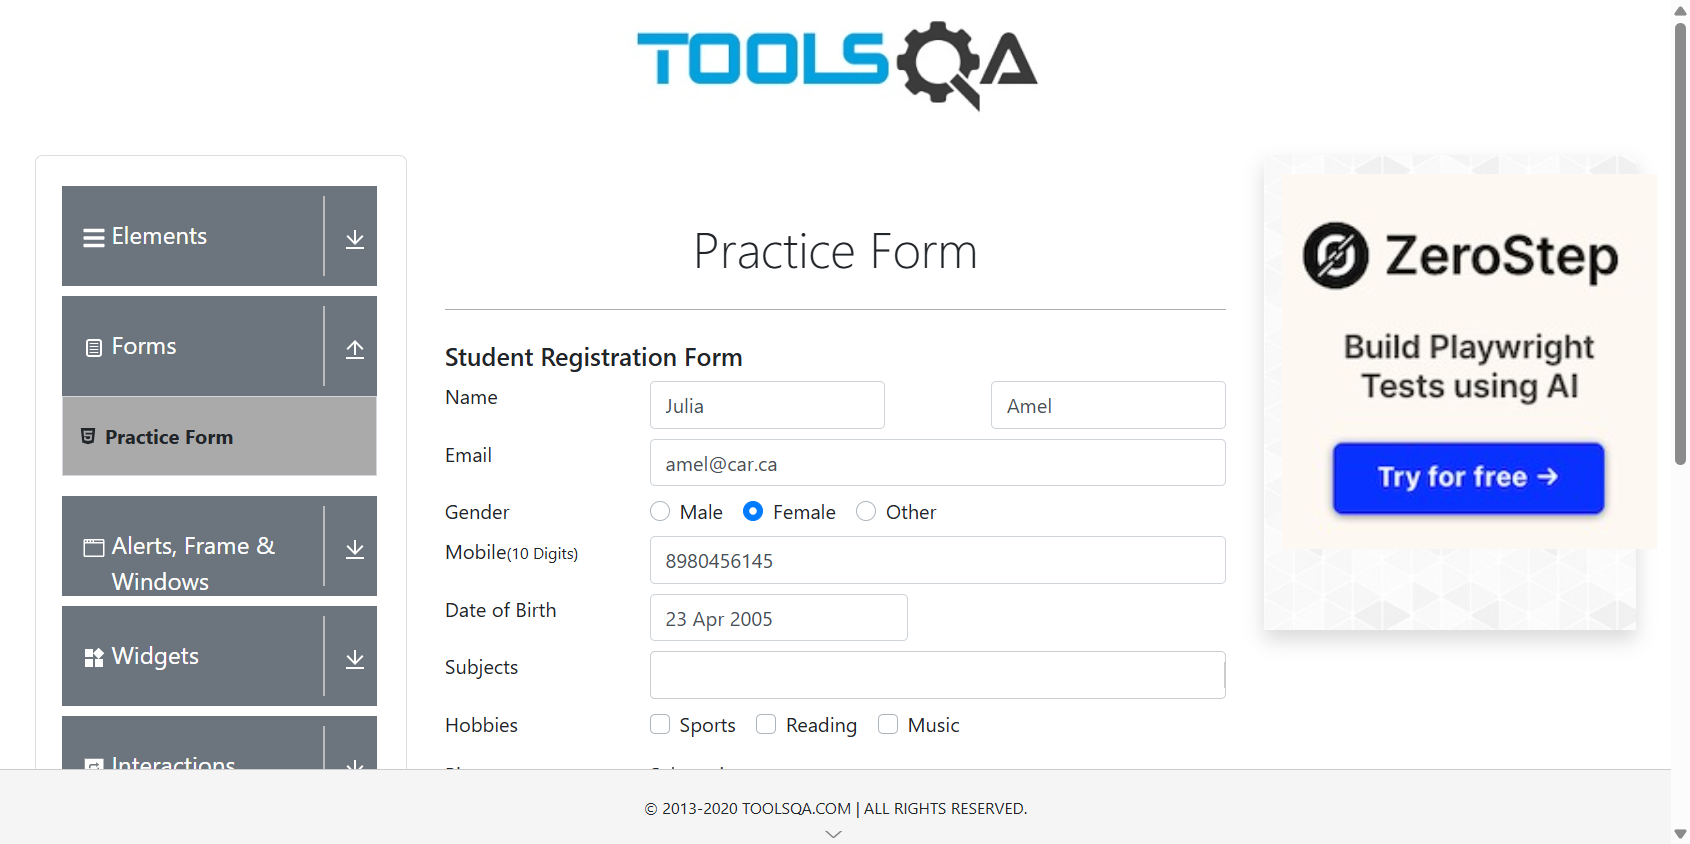 TOOLSQA
Elements
Forms
Practice Form
Alerts, Frame &
Windows
Widgets
Interactions
Practice Form
Student Registration Form
Name
Julia
Amel
Email
amel@car.ca
Gender
Male
Female
Other
Mobile(10 Digits)
8980456145
Date of Birth
23 Apr 2005
Subjects
Hobbies
Sports
Reading
Music
ZeroStep
Build Playwright
Tests using AI
Try for free →
© 2013-2020 TOOLSQA.COM | ALL RIGHTS RESERVED.